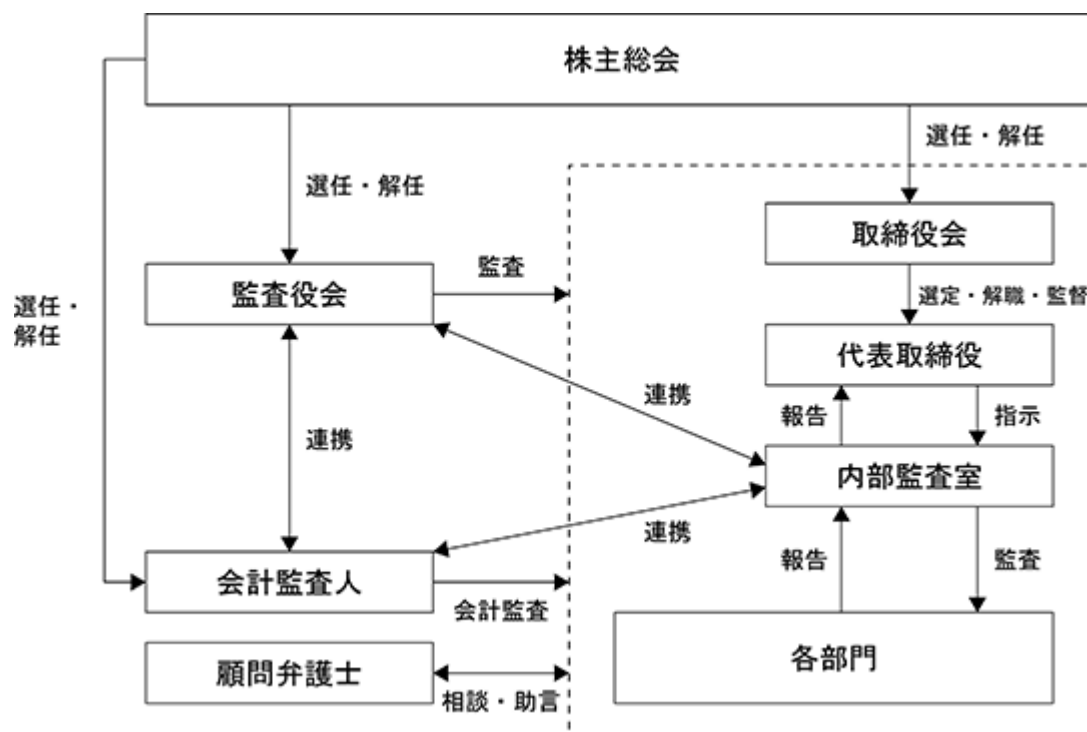 株主総会
選任・解任
選任・解任
取締役会
監査役会
監査
選定・解職・監督
選任・
解任
代表取締役
連携
報告
指示
連携
内部監査室
連携
報告
監査
会計監査人
会計監査
各部門
顧問弁護士
相談・助言